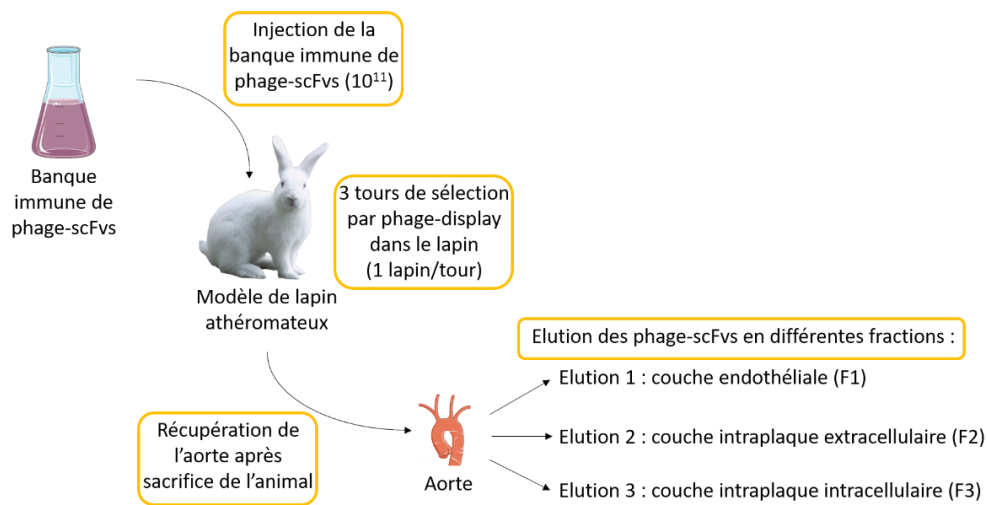 Injection de la
banque immune de
phage-scFvs (10¹¹)
Banque
immune de
phage-scFvs
3 tours de sélection
par phage-display
dans le lapin
(1 lapin/tour)
Modèle de lapin
athéromateux
Elution des phage-scFvs en différentes fractions :
Elution 1 : couche endothéliale (F1)
Elution 2 : couche intraplaque extracellulaire (F2)
Elution 3 : couche intraplaque intracellulaire (F3)
Récupération de
l’aorte après
sacrifice de l’animal
Aorte